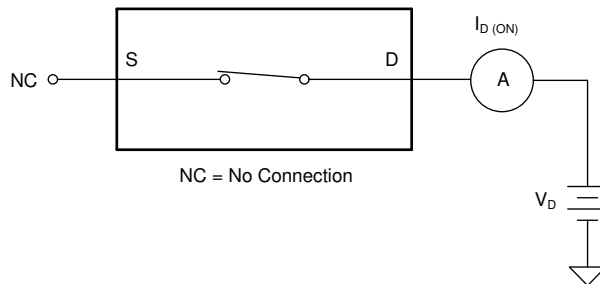 I_D (ON)
S
D
NC
A
NC = No Connection
V_D